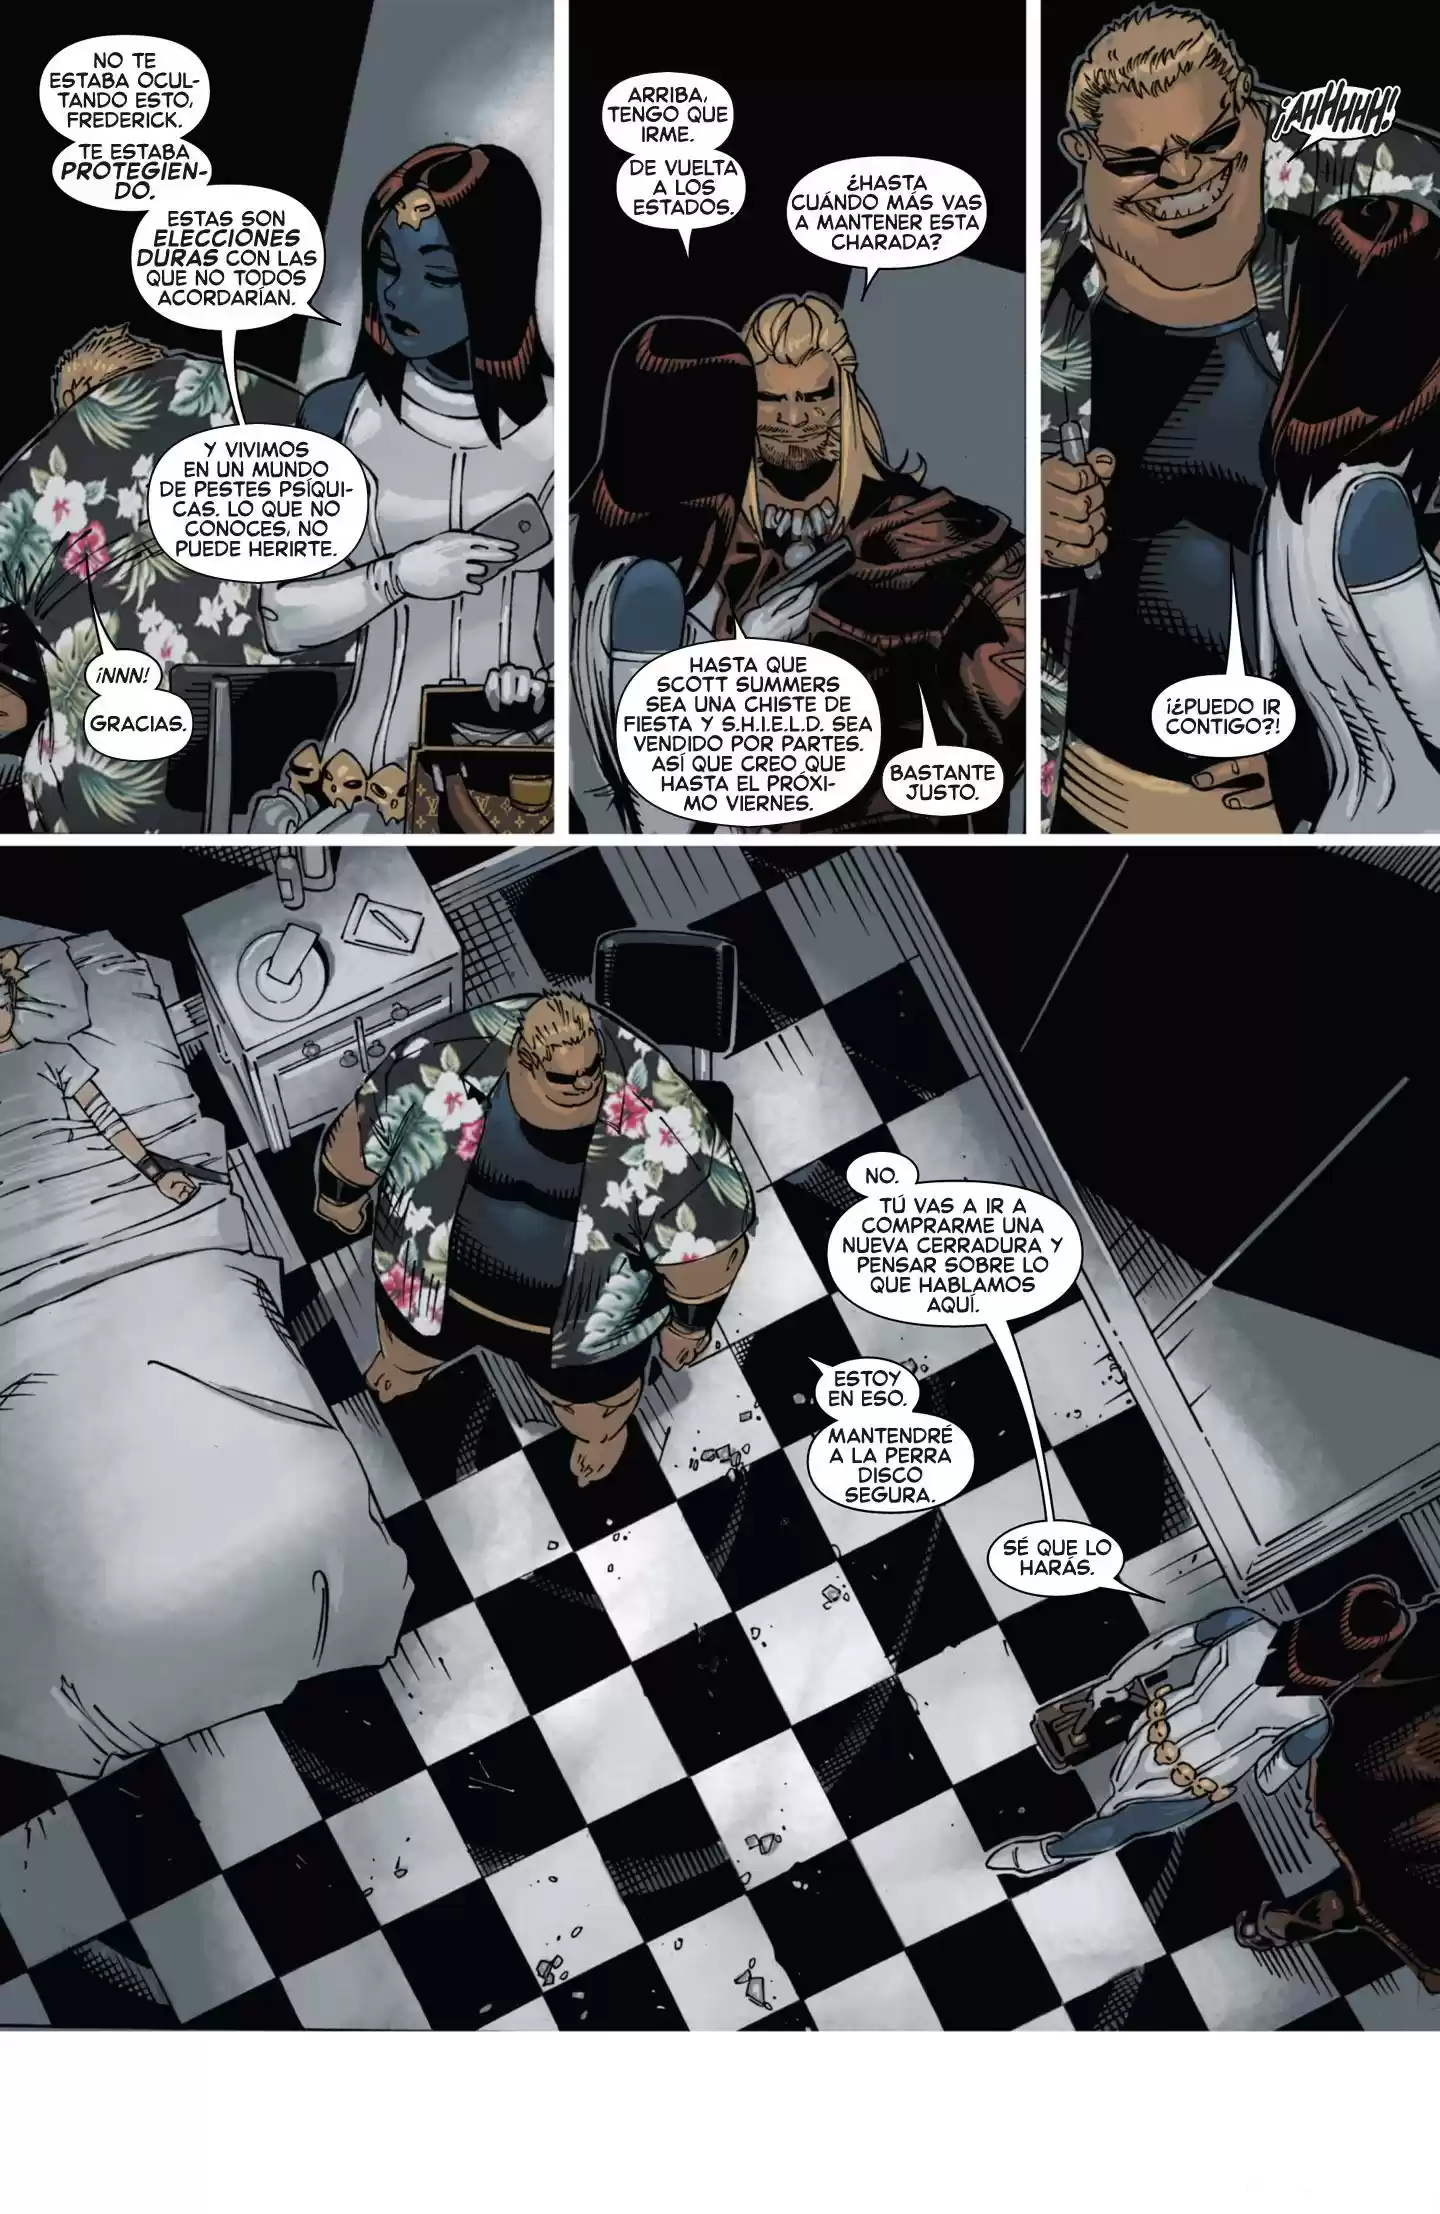 NO TE
ESTABA OCUL-
TANDO ESTO,
FREDERICK.
TE ESTABA
PROTEGIEN-
DO.
ESTAS SON
ELECCIONES
DURAS CON LAS
QUE NO TODOS
ACORDARÍAN.
Y VIVIMOS
EN UN MUNDO
DE PESTES PSÍQUI-
CAS. LO QUE NO
CONOCES, NO
PUEDE HERIRTE.
¡NNN!
GRACIAS.
ARRIBA,
TENGO QUE
IRME.
DE VUELTA
A LOS
ESTADOS.
¿HASTA
CUÁNDO MÁS VAS
A MANTENER ESTA
CHARADA?
HASTA QUE
SCOTT SUMMERS
SEA UNA CHISTE DE
FIESTA Y S.H.I.E.L.D. SEA
VENDIDO POR PARTES.
ASÍ QUE CREO QUE
HASTA EL PRÓXI-
MO VIERNES.
BASTANTE
JUSTO.
¡AHHHHH!
¡¿PUEDO IR
CONTIGO?!
NO.
TÚ VAS A IR A
COMPRARME UNA
NUEVA CERRADURA Y
PENSAR SOBRE LO
QUE HABLAMOS
AQUÍ.
ESTOY
EN ESO.
MANTENDRÉ
A LA PERRA
DISCO
SEGURA.
SÉ QUE LO
HARÁS.